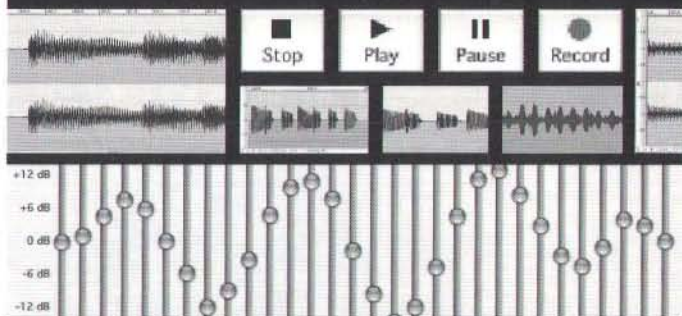 Stop Play Pause Record
+12 dB
+6 dB
0 dB
-6 dB
-12 dB